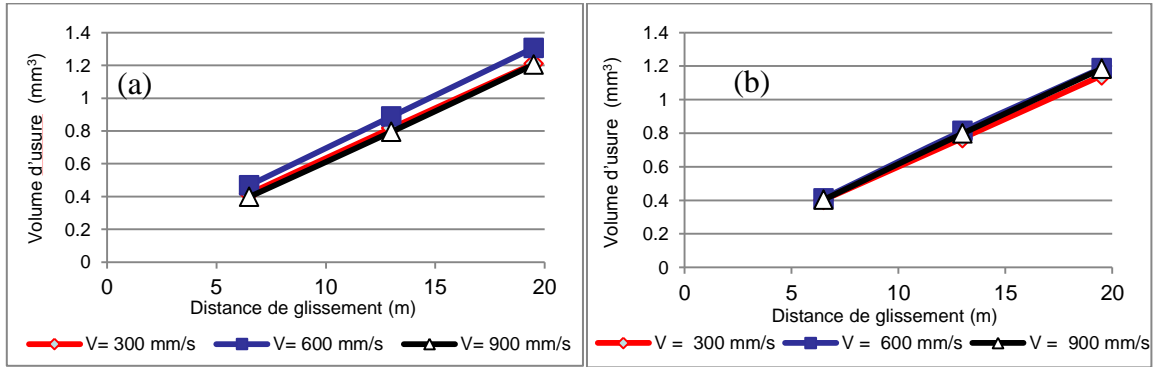 (a)
Volume d'usure (mm³)
1.4
1.2
1
0.8
0.6
0.4
0.2
0
0 5 10 15 20
Distance de glissement (m)
V= 300 mm/s V= 600 mm/s V= 900 mm/s
(b)
Volume d'usure (mm³)
1.4
1.2
1
0.8
0.6
0.4
0.2
0
0 5 10 15 20
Distance de glissement (m)
V = 300 mm/s V = 600 mm/s V = 900 mm/s